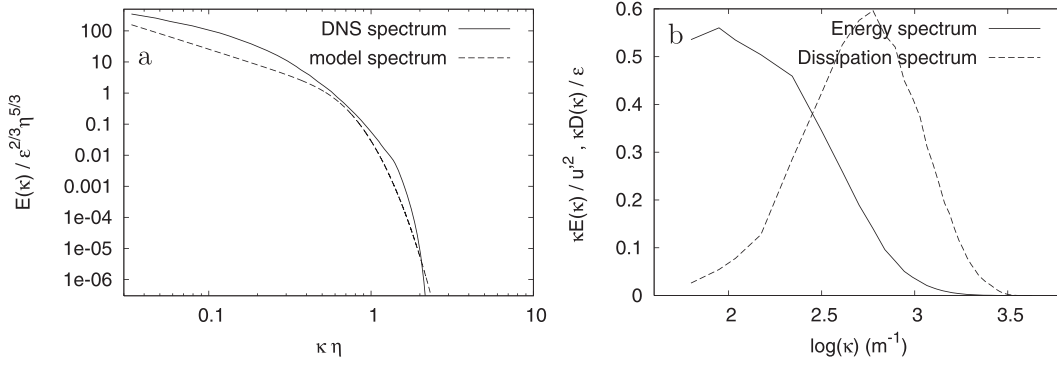 100
10
1
0.1
0.01
0.001
1e-04
1e-05
1e-06
E(κ) / ε^{2/3}η^{5/3}
a
DNS spectrum
model spectrum
0.1
1
10
κ η
0.6
0.5
0.4
0.3
0.2
0.1
0
κE(κ) / u'^2 , κD(κ) / ε
b
Energy spectrum
Dissipation spectrum
2
2.5
3
3.5
log(κ) (m^{-1})